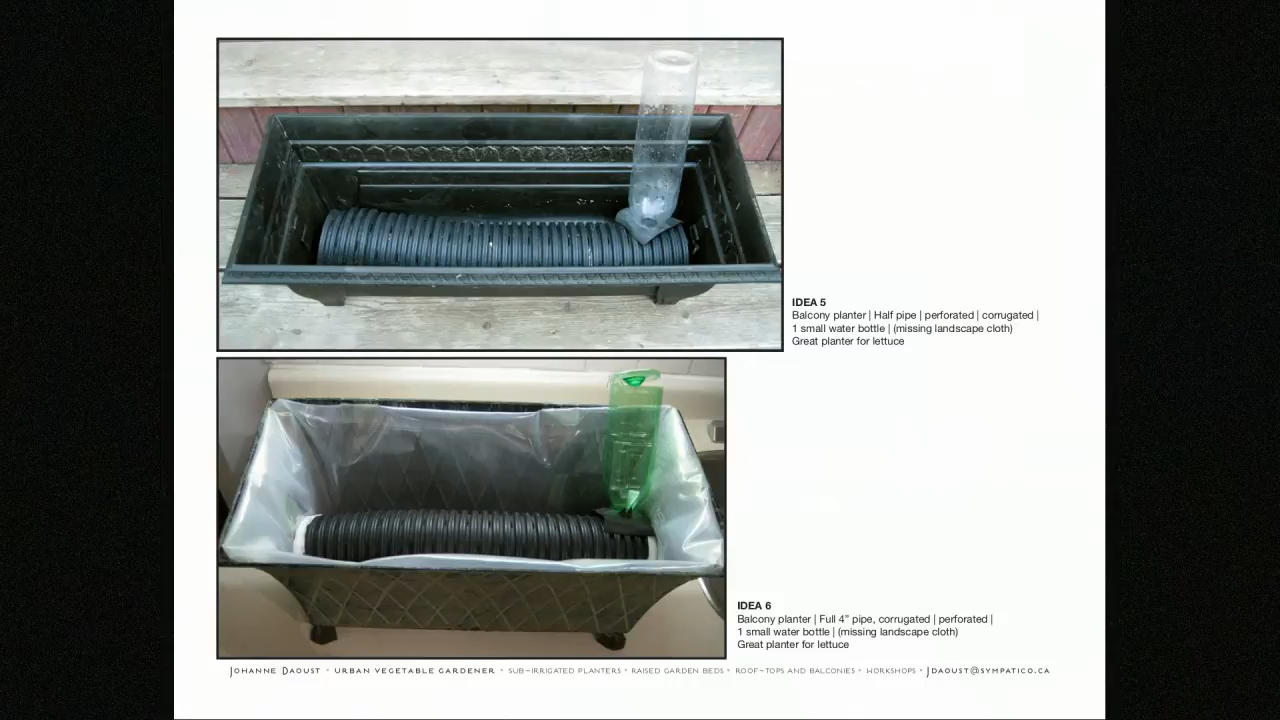 IDEA 5
Balcony planter | Half pipe | perforated | corrugated |
1 small water bottle | (missing landscape cloth)
Great planter for lettuce
IDEA 6
Balcony planter | Full 4” pipe, corrugated | perforated |
1 small water bottle | (missing landscape cloth)
Great planter for lettuce
JOHANNE DAOUST • URBAN VEGETABLE GARDENER • SUB-IRRIGATED PLANTERS • RAISED GARDEN BEDS • ROOF-TOPS AND BALCONIES • WORKSHOPS • JDAOUST@SYMPATICO.CA